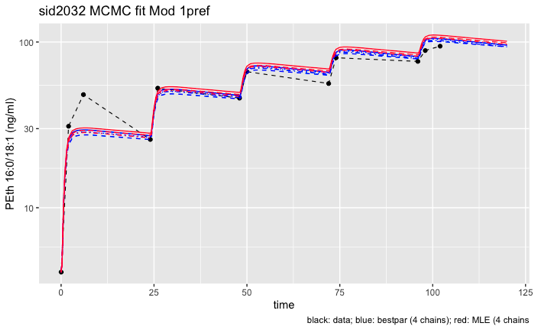 sid2032 MCMC fit Mod 1pref
100
30
10
PEth 16:0/18:1 (ng/ml)
0
25
50
75
100
125
time
black: data; blue: bestpar (4 chains); red: MLE (4 chains